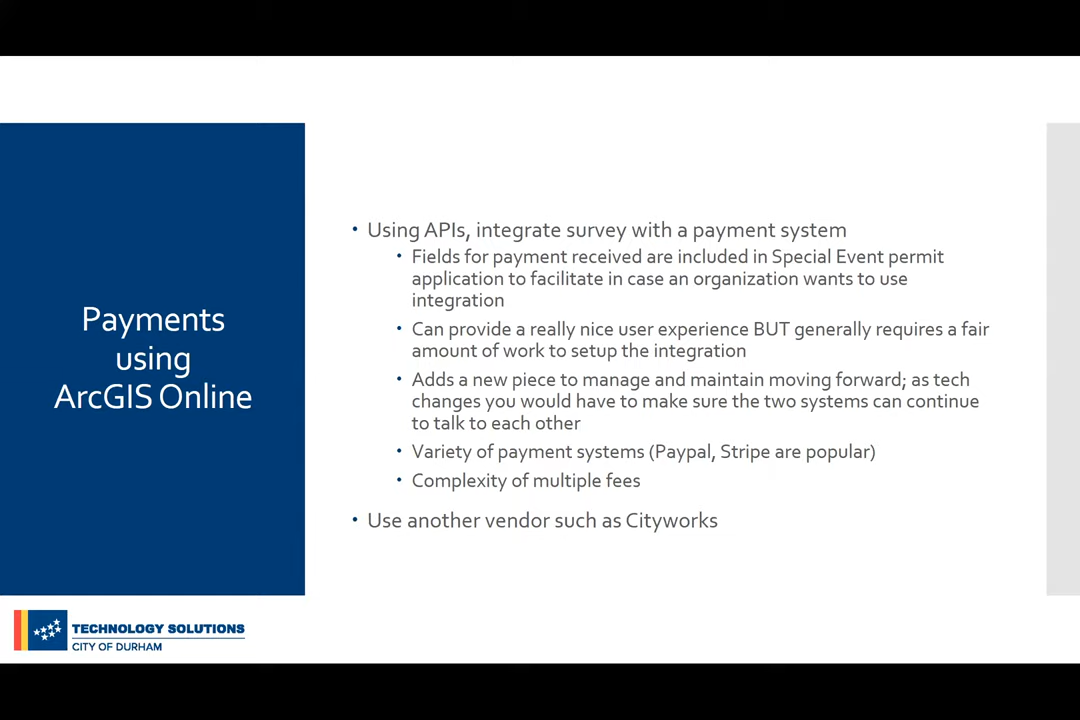 Payments
using
ArcGIS Online
• Using APIs, integrate survey with a payment system
• Fields for payment received are included in Special Event permit
application to facilitate in case an organization wants to use
integration
• Can provide a really nice user experience BUT generally requires a fair
amount of work to setup the integration
• Adds a new piece to manage and maintain moving forward; as tech
changes you would have to make sure the two systems can continue
to talk to each other
• Variety of payment systems (Paypal, Stripe are popular)
• Complexity of multiple fees
• Use another vendor such as Cityworks
TECHNOLOGY SOLUTIONS
CITY OF DURHAM